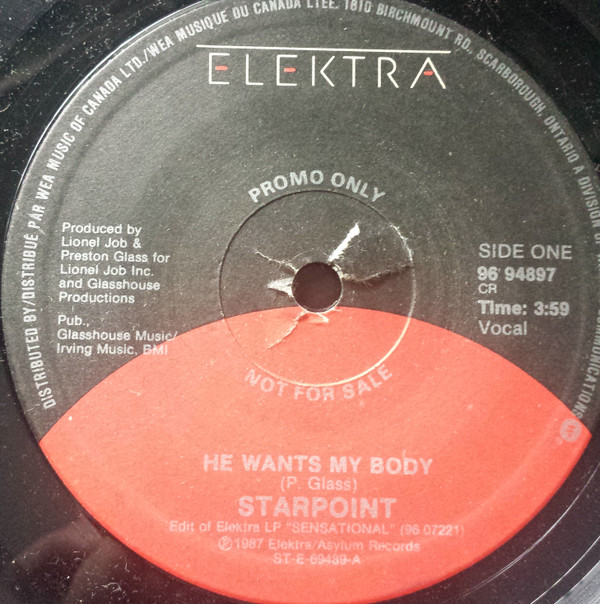 DISTRIBUTED BY/DISTRIBUÉ PAR WEA MUSIC OF CANADA LTD./WEA MUSIQUE DU CANADA LTEE. 1810 BIRCHMOUNT RD., SCARBOROUGH, ONTARIO A DIVISION OF
COMMUNICATIONS
ELEKTRA
PROMO ONLY
Produced by
Lionel Job &
Preston Glass for
Lionel Job Inc.
and Glasshouse
Productions
Pub.,
Glasshouse Music/
Irving Music, BMI
SIDE ONE
96 94897
CR
Time: 3:59
Vocal
NOT FOR SALE
HE WANTS MY BODY
(P. Glass)
STARPOINT
Edit of Elektra LP "SENSATIONAL" (96 07221)
℗1987 Elektra/Asylum Records
ST-E-69489-A